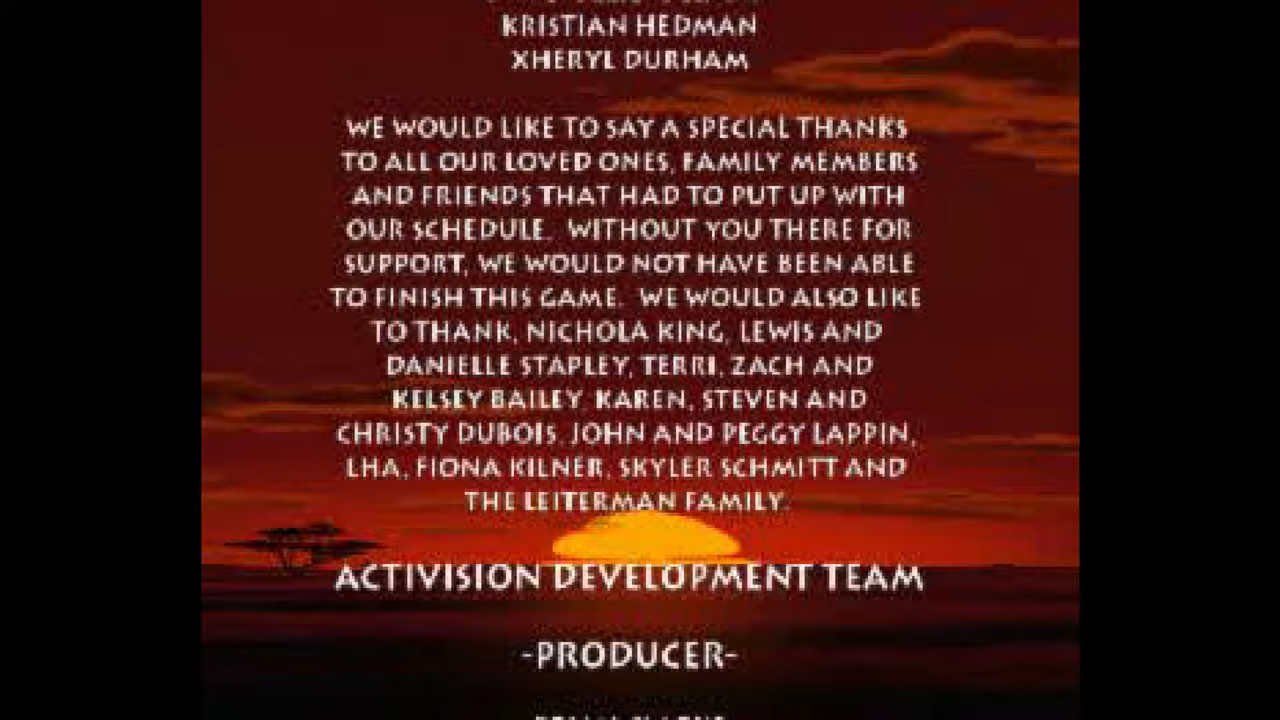 KRISTIAN HEDMAN
XHERYL DURHAM
WE WOULD LIKE TO SAY A SPECIAL THANKS
TO ALL OUR LOVED ONES, FAMILY MEMBERS
AND FRIENDS THAT HAD TO PUT UP WITH
OUR SCHEDULE. WITHOUT YOU THERE FOR
SUPPORT, WE WOULD NOT HAVE BEEN ABLE
TO FINISH THIS GAME. WE WOULD ALSO LIKE
TO THANK, NICHOLA KING, LEWIS AND
DANIELLE STAPLEY, TERRI, ZACH AND
KELSEY BAILEY KAREN, STEVEN AND
CHRISTY DUBOIS, JOHN AND PEGGY LAPPIN,
LHA, FIONA KILNER, SKYLER SCHMITT AND
THE LEITERMAN FAMILY.
ACTIVISION DEVELOPMENT TEAM
-PRODUCER-